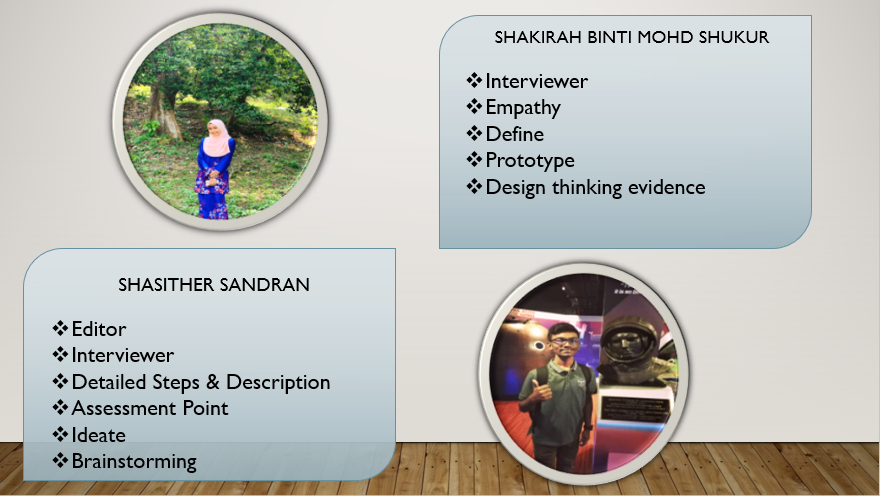 SHAKIRAH BINTI MOHD SHUKUR
❖Interviewer
❖Empathy
❖Define
❖Prototype
❖Design thinking evidence
SHASITHER SANDRAN
❖Editor
❖Interviewer
❖Detailed Steps & Description
❖Assessment Point
❖Ideate
❖Brainstorming